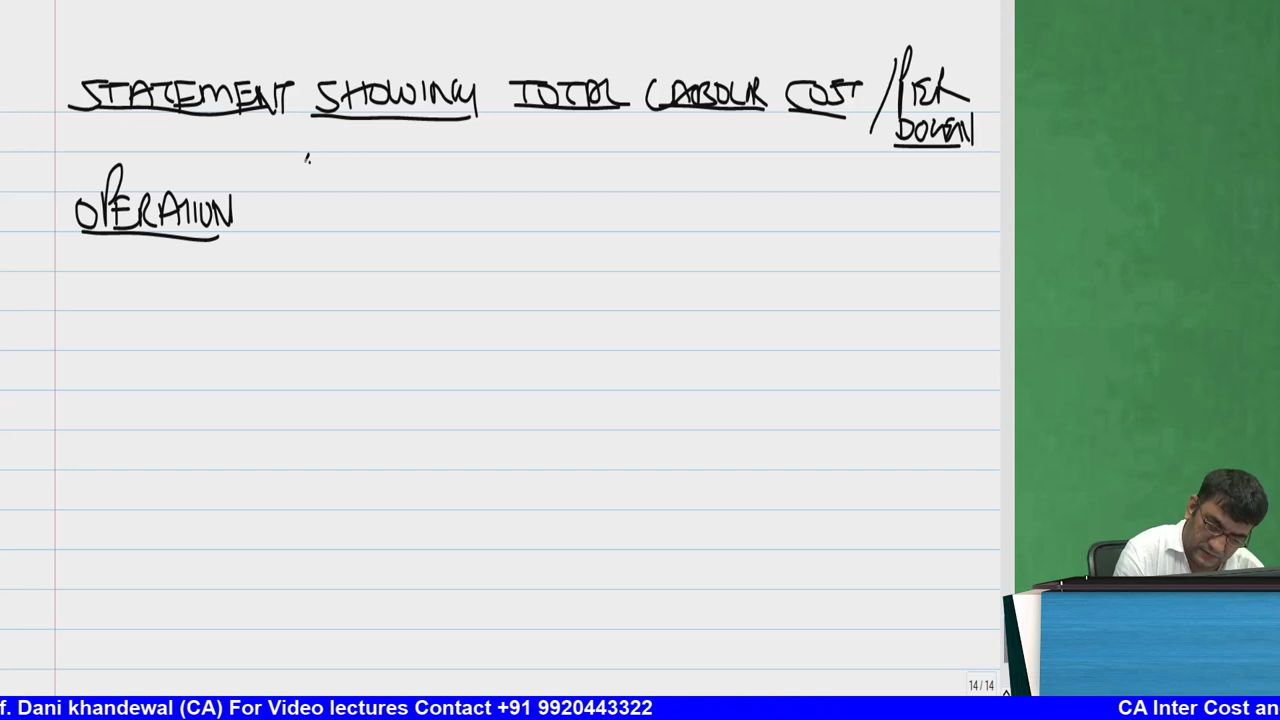 STATEMENT SHOWING TOTAL LABOUR COST / PER
DOZEN
OPERATION
14 / 14
f. Dani khandewal (CA) For Video lectures Contact +91 9920443322 CA Inter Cost an